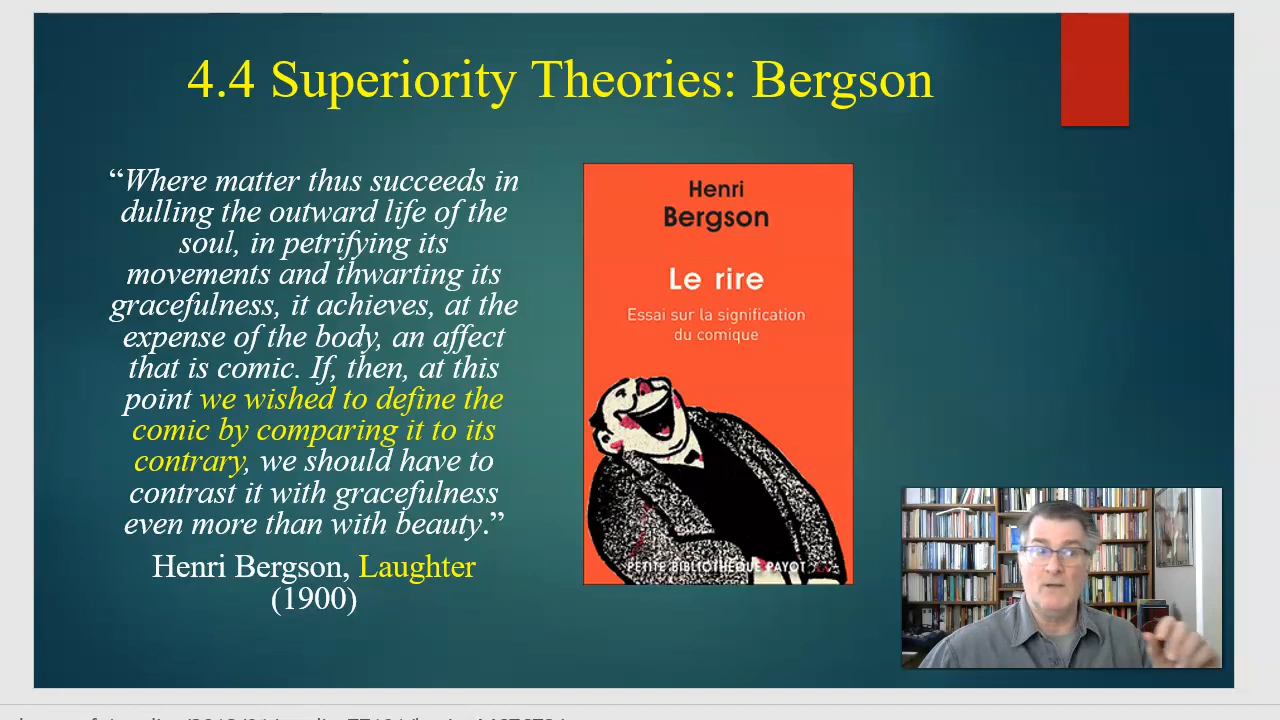 4.4 Superiority Theories: Bergson
“Where matter thus succeeds in
dulling the outward life of the
soul, in petrifying its
movements and thwarting its
gracefulness, it achieves, at the
expense of the body, an affect
that is comic. If, then, at this
point we wished to define the
comic by comparing it to its
contrary, we should have to
contrast it with gracefulness
even more than with beauty.”
Henri Bergson, Laughter
(1900)
Henri
Bergson
Le rire
Essai sur la signification
du comique
PETITE BIBLIOTHÈQUE PAYOT